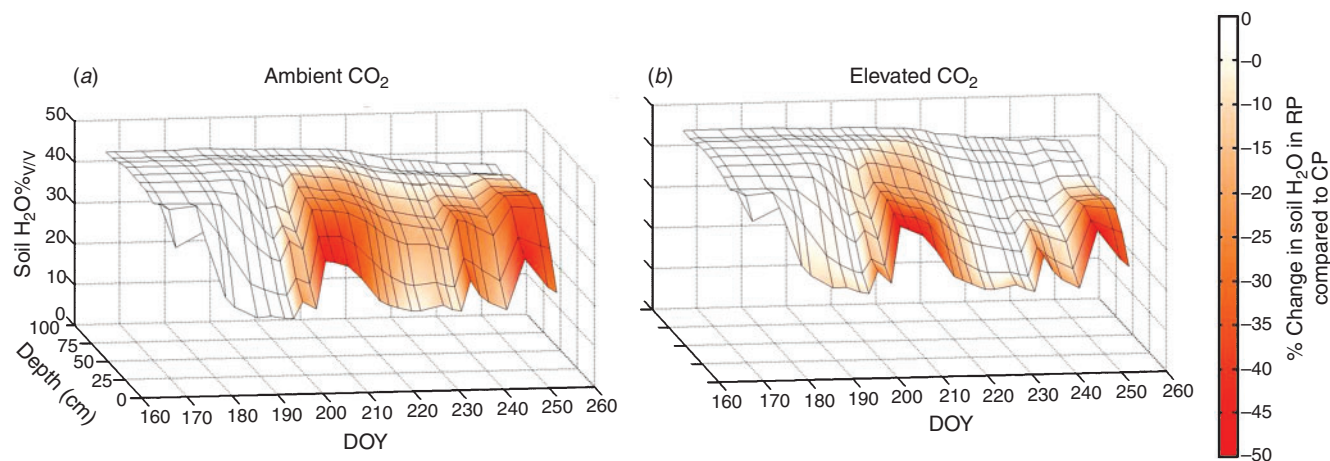 (a) Ambient CO2
(b) Elevated CO2
Soil H2O%V/V
50
40
30
20
10
0
100
75
50
25
0
Depth (cm)
160 170 180 190 200 210 220 230 240 250 260
DOY
160 170 180 190 200 210 220 230 240 250 260
DOY
0
–0
–10
–15
–20
–25
–30
–35
–40
–45
–50
% Change in soil H2O in RP
compared to CP